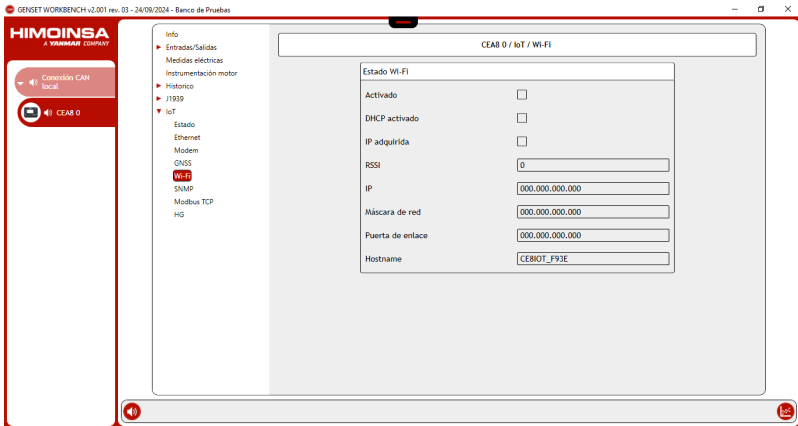 GENSET WORKBENCH v2.001 rev. 03 - 24/09/2024 - Banco de Pruebas
HIMOINSA
A YANMAR COMPANY
Conexión CAN
local
CEA8 0
Info
Entradas/Salidas
Medidas eléctricas
Instrumentación motor
Historico
J1939
IoT
Estado
Ethernet
Modem
GNSS
Wi-Fi
SNMP
Modbus TCP
HG
CEA8 0 / IoT / Wi-Fi
Estado Wi-Fi
Activado
DHCP activado
IP adquirida
RSSI 0
IP 000.000.000.000
Máscara de red 000.000.000.000
Puerta de enlace 000.000.000.000
Hostname CE8IOT_F93E